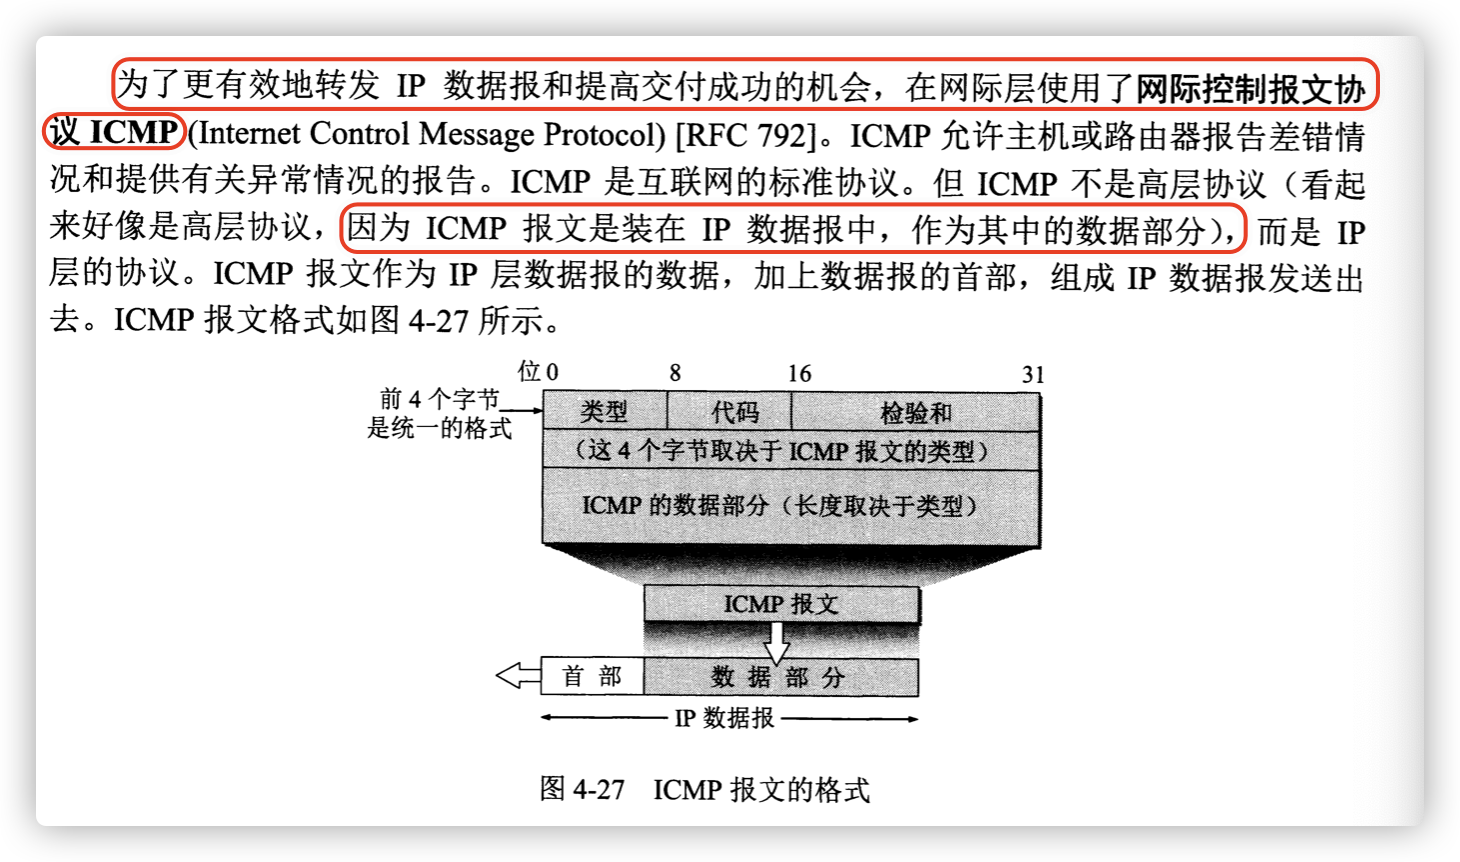 为了更有效地转发 IP 数据报和提高交付成功的机会，在网际层使用了网际控制报文协
议 ICMP (Internet Control Message Protocol) [RFC 792]。ICMP 允许主机或路由器报告差错情
况和提供有关异常情况的报告。ICMP 是互联网的标准协议。但 ICMP 不是高层协议（看起
来好像是高层协议，因为 ICMP 报文是装在 IP 数据报中，作为其中的数据部分），而是 IP
层的协议。ICMP 报文作为 IP 层数据报的数据，加上数据报的首部，组成 IP 数据报发送出
去。ICMP 报文格式如图 4-27 所示。
位 0 8 16 31
前 4 个字节
是统一的格式
类型 代码 检验和
（这 4 个字节取决于 ICMP 报文的类型）
ICMP 的数据部分（长度取决于类型）
ICMP 报文
首 部 数 据 部 分
IP 数据报
图 4-27 ICMP 报文的格式